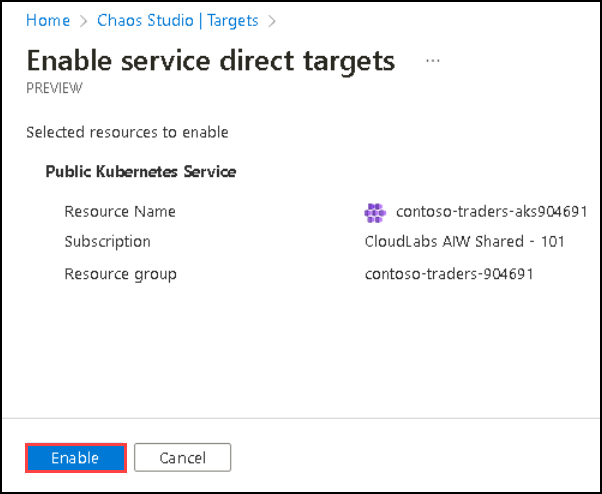 Home > Chaos Studio | Targets >
Enable service direct targets ...
PREVIEW
Selected resources to enable
Public Kubernetes Service
Resource Name contoso-traders-aks904691
Subscription CloudLabs AIW Shared - 101
Resource group contoso-traders-904691
Enable Cancel